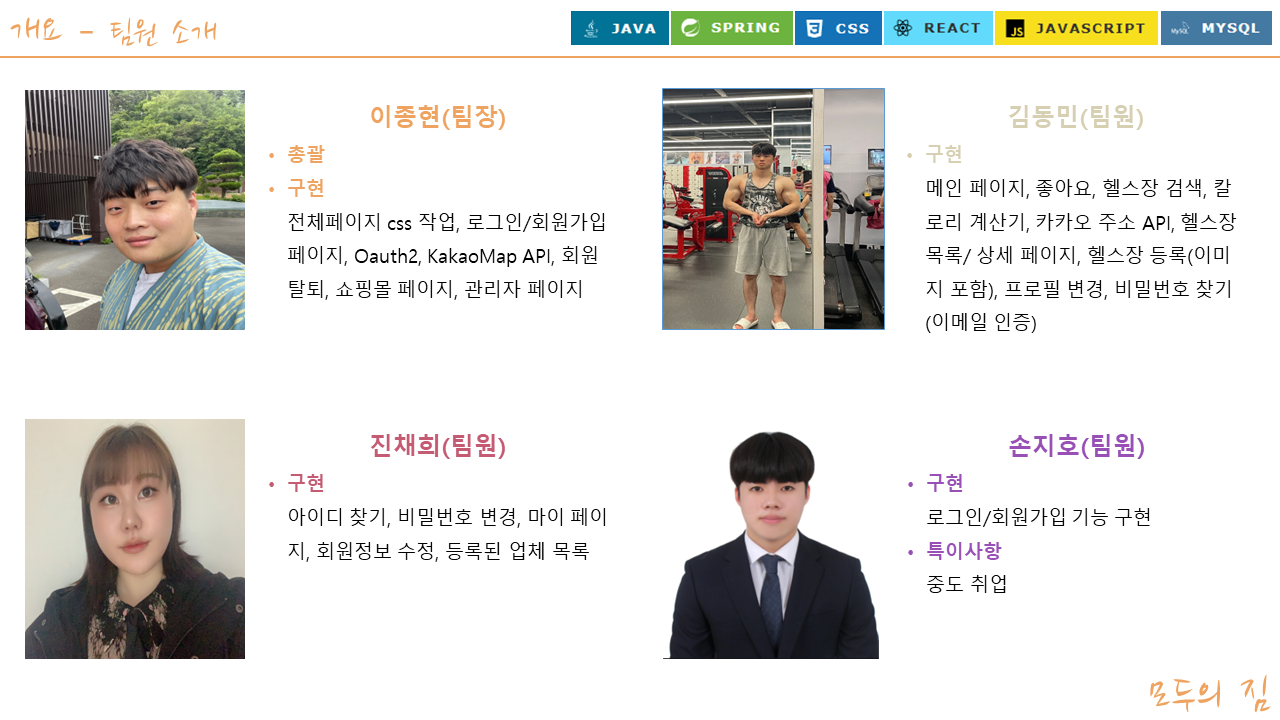 개요 - 팀원 소개
JAVA
SPRING
CSS
REACT
JS JAVASCRIPT
MySQL MYSQL
이종현(팀장)
• 총괄
• 구현
전체페이지 css 작업, 로그인/회원가입
페이지, Oauth2, KakaoMap API, 회원
탈퇴, 쇼핑몰 페이지, 관리자 페이지
김동민(팀원)
• 구현
메인 페이지, 좋아요, 헬스장 검색, 칼
로리 계산기, 카카오 주소 API, 헬스장
목록/ 상세 페이지, 헬스장 등록(이미
지 포함), 프로필 변경, 비밀번호 찾기
(이메일 인증)
진채희(팀원)
• 구현
아이디 찾기, 비밀번호 변경, 마이 페이
지, 회원정보 수정, 등록된 업체 목록
손지호(팀원)
• 구현
로그인/회원가입 기능 구현
• 특이사항
중도 취업
모두의 짐